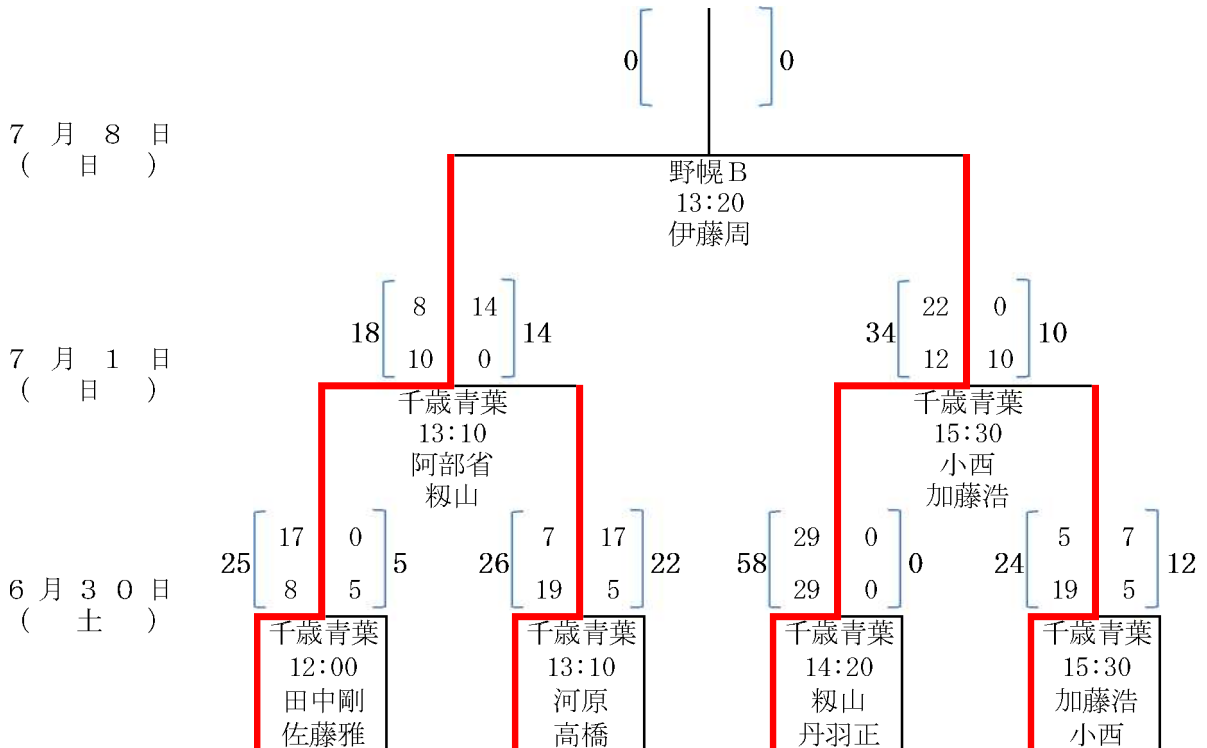 0 0
７ 月 ８ 日
( 日 )
野幌Ｂ
13:20
伊藤周
8 14
18 14
10 0
22 0
34 10
12 10
７ 月 １ 日
( 日 )
千歳青葉
13:10
阿部省
籾山
千歳青葉
15:30
小西
加藤浩
17 0
25 5
8 5
7 17
26 22
19 5
29 0
58 0
29 0
5 7
24 12
19 5
６ 月 ３ ０ 日
( 土 )
千歳青葉
12:00
田中剛
佐藤雅
千歳青葉
13:10
河原
高橋
千歳青葉
14:20
籾山
丹羽正
千歳青葉
15:30
加藤浩
小西